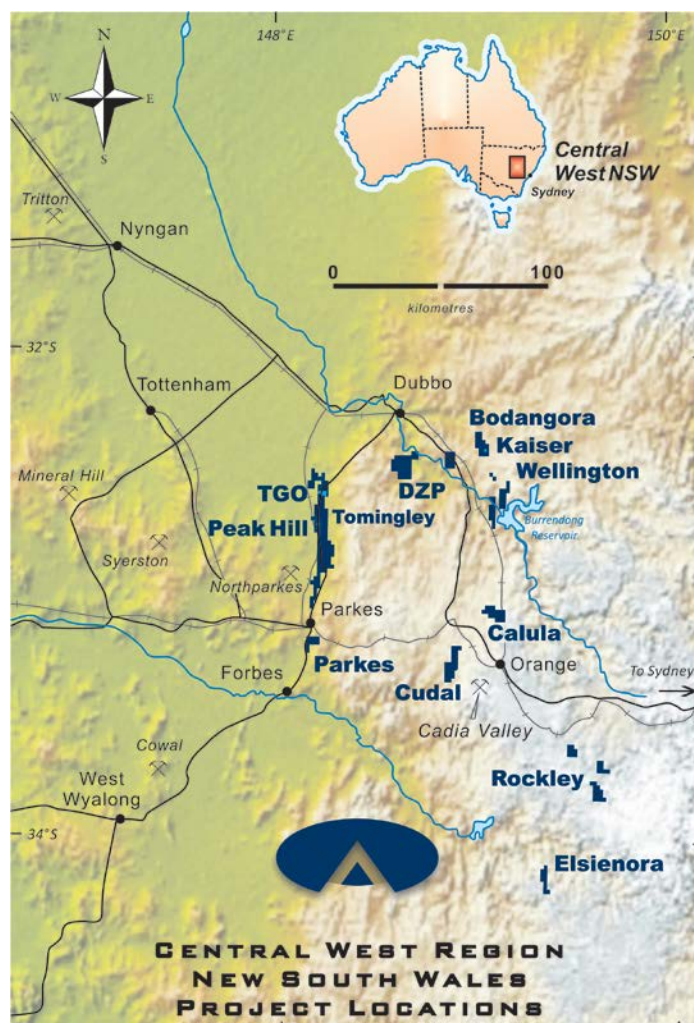 148°E
150°E
N
W
E
S
Central
West NSW
Sydney
Tritton
Nyngan
0
100
kilometres
32°S
Tottenham
Dubbo
Bodangora
Kaiser
Wellington
Mineral Hill
TGO
DZP
Peak Hill
Tomingley
Burrendong
Reservoir.
Syerston
Northparkes
Parkes
Calula
Parkes
Forbes
Orange
To Sydney
Cudal
Cadia Valley
Cowal
West
Wyalong
Rockley
34°S
Elsienora
CENTRAL WEST REGION
NEW SOUTH WALES
PROJECT LOCATIONS